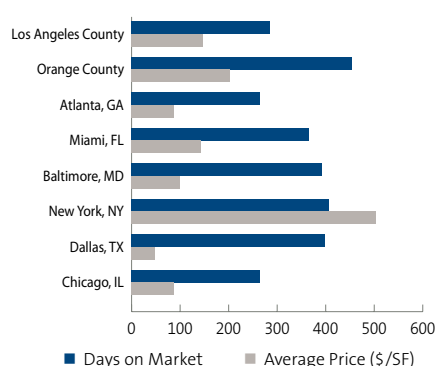 Los Angeles County
Orange County
Atlanta, GA
Miami, FL
Baltimore, MD
New York, NY
Dallas, TX
Chicago, IL
0 100 200 300 400 500 600
Days on Market Average Price ($/SF)